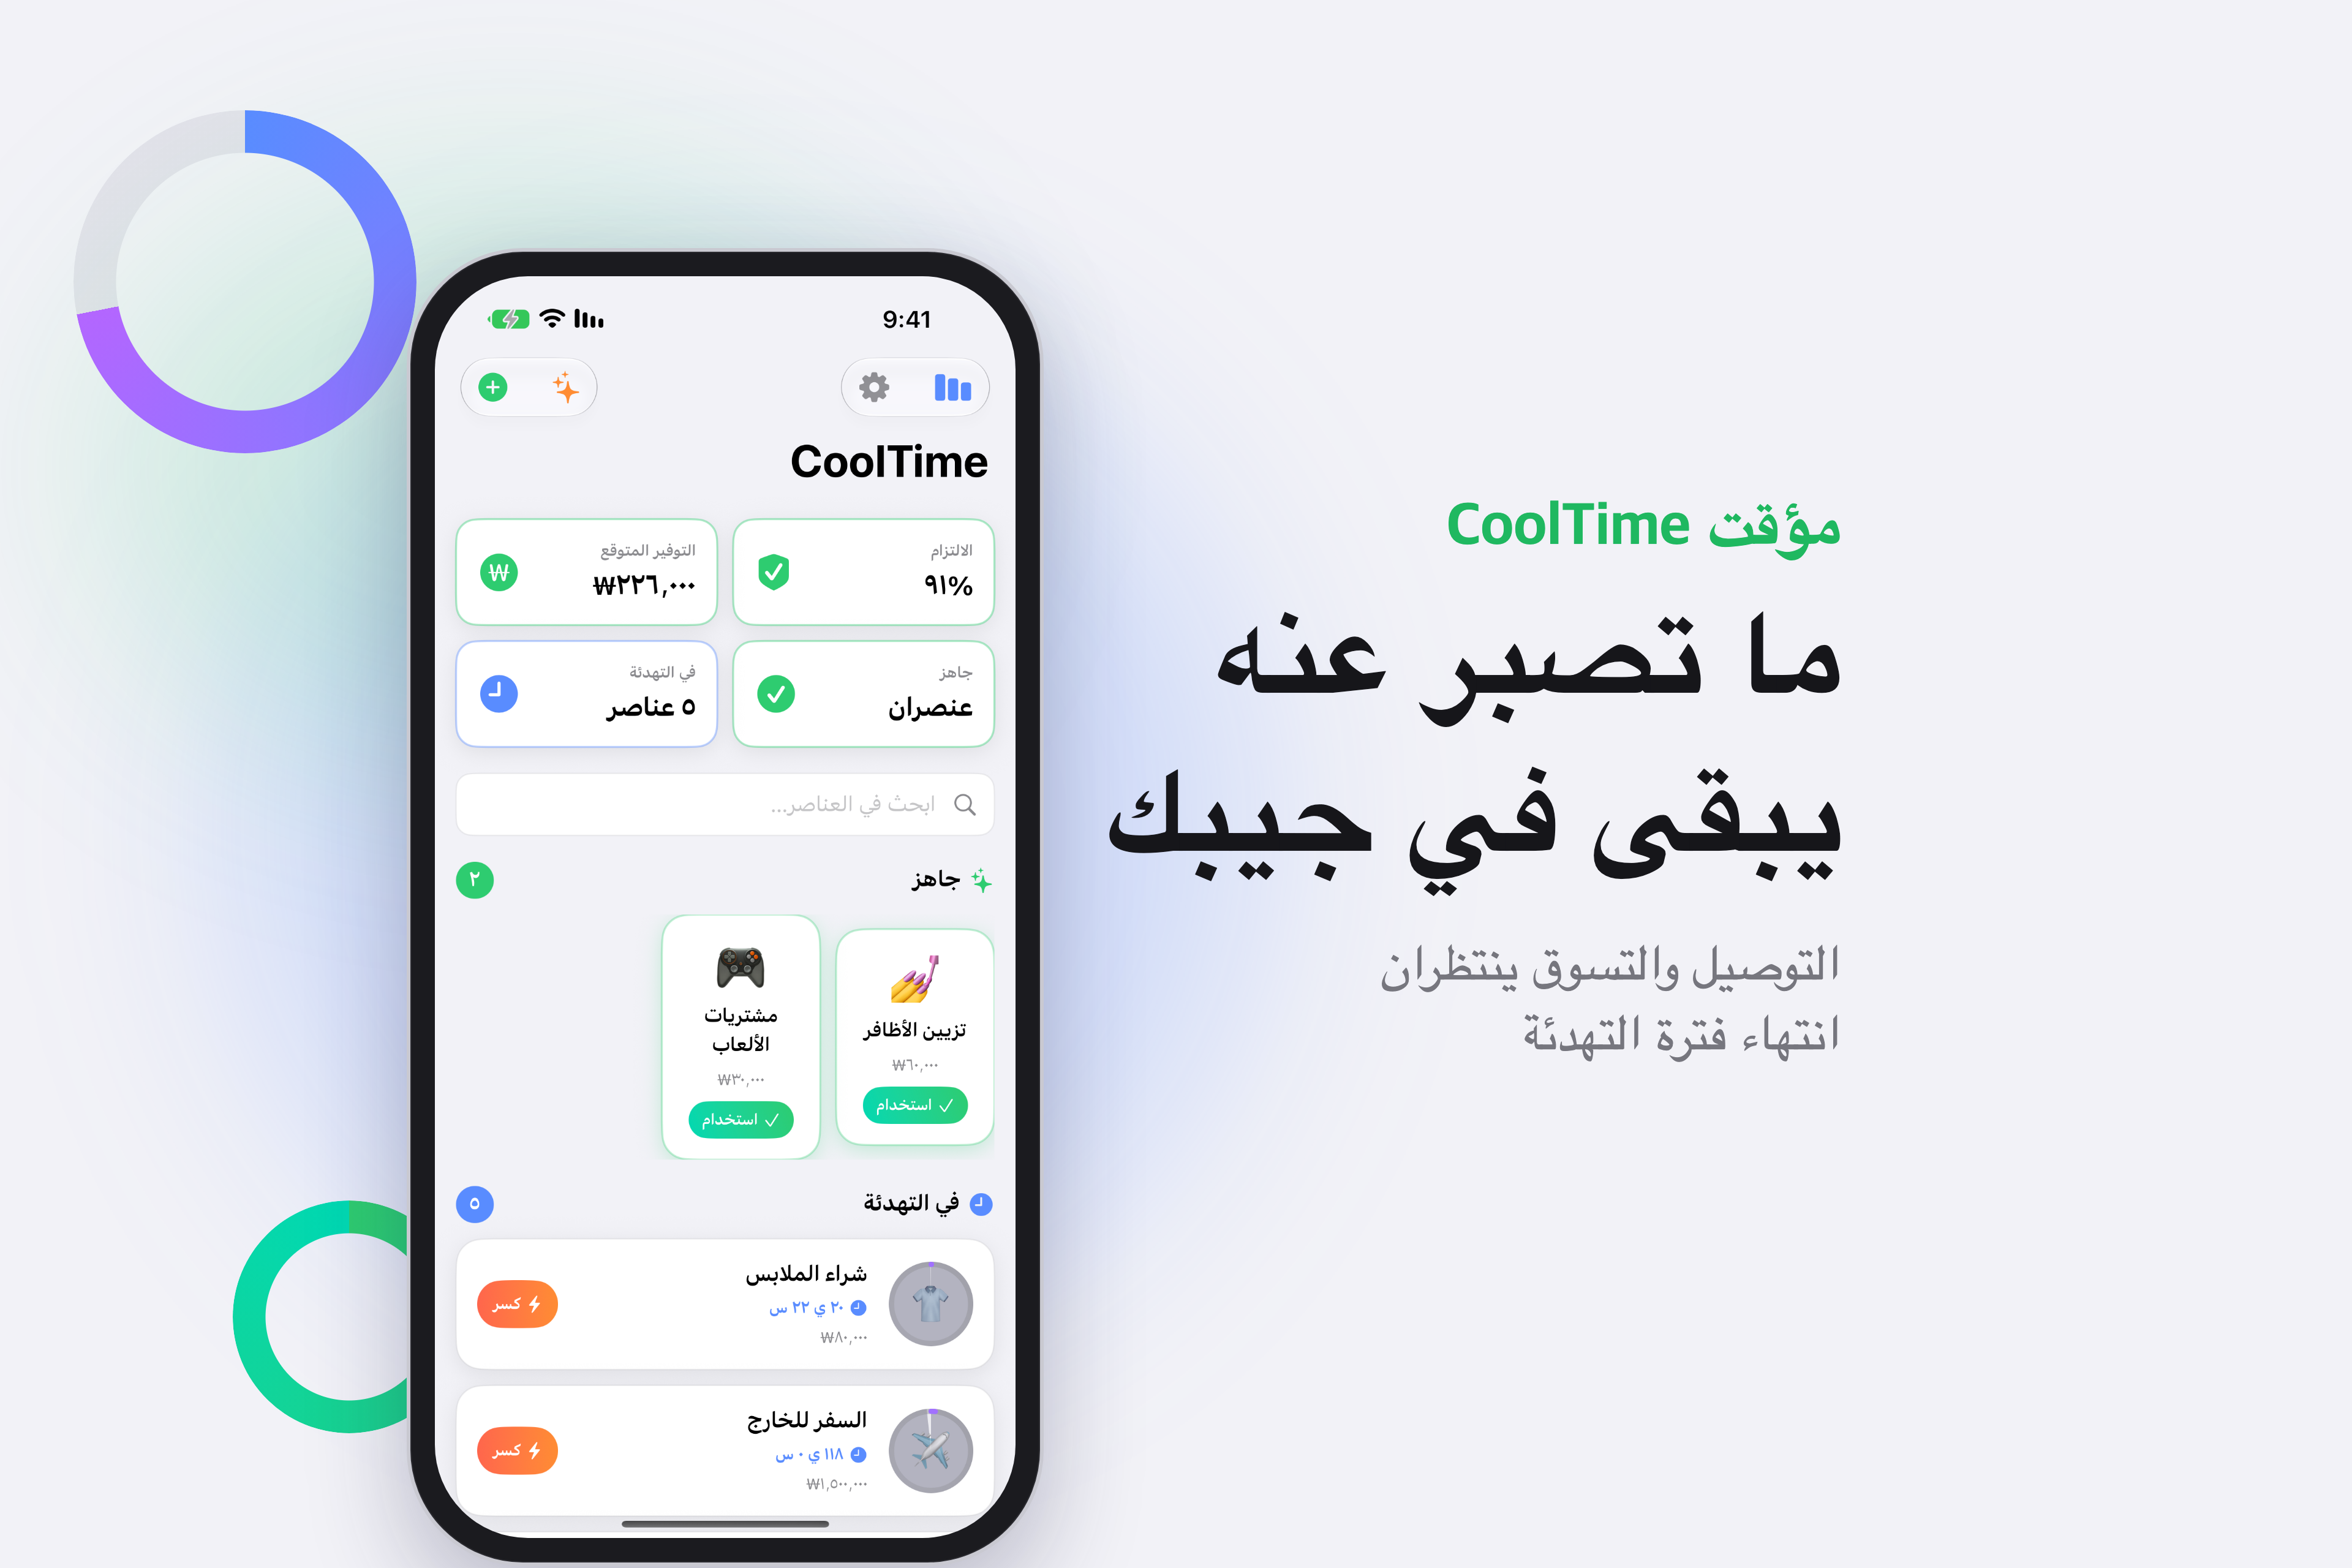 مؤقت CoolTime
ما تصبر عنه
يبقى في جيبك
التوصيل والتسوق ينتظران
انتهاء فترة التهدئة
9:41
CoolTime
الالتزام
٩١%
التوفير المتوقع
₩٢٢٦,٠٠٠
جاهز
عنصران
في التهدئة
٥ عناصر
ابحث في العناصر...
جاهز
٢
تزيين الأظافر
₩٦٠,٠٠٠
استخدام
مشتريات
الألعاب
₩٣٠,٠٠٠
استخدام
في التهدئة
٥
شراء الملابس
٢٠ ي ٢٢ س
₩٨٠,٠٠٠
كسر
السفر للخارج
١١٨ ي ٠ س
₩١,٥٠٠,٠٠٠
كسر